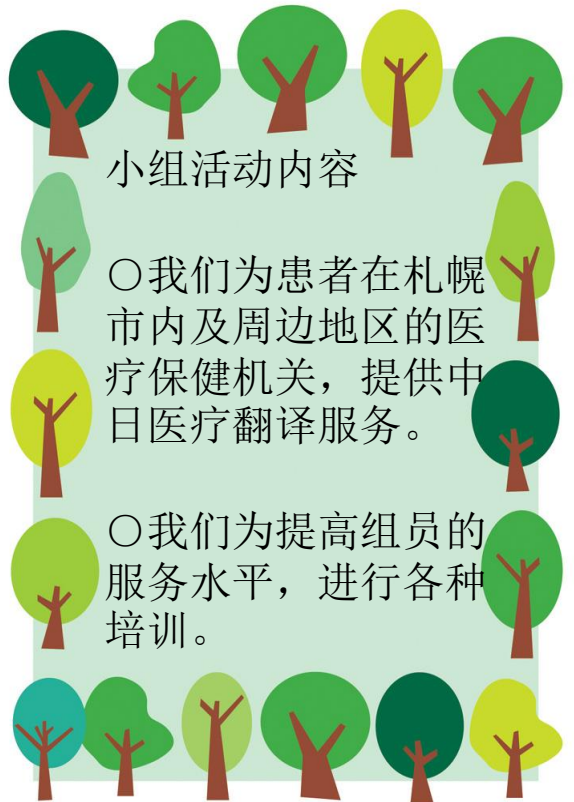 小组活动内容
〇我们为患者在札幌
市内及周边地区的医
疗保健机关，提供中
日医疗翻译服务。
〇我们为提高组员的
服务水平，进行各种
培训。